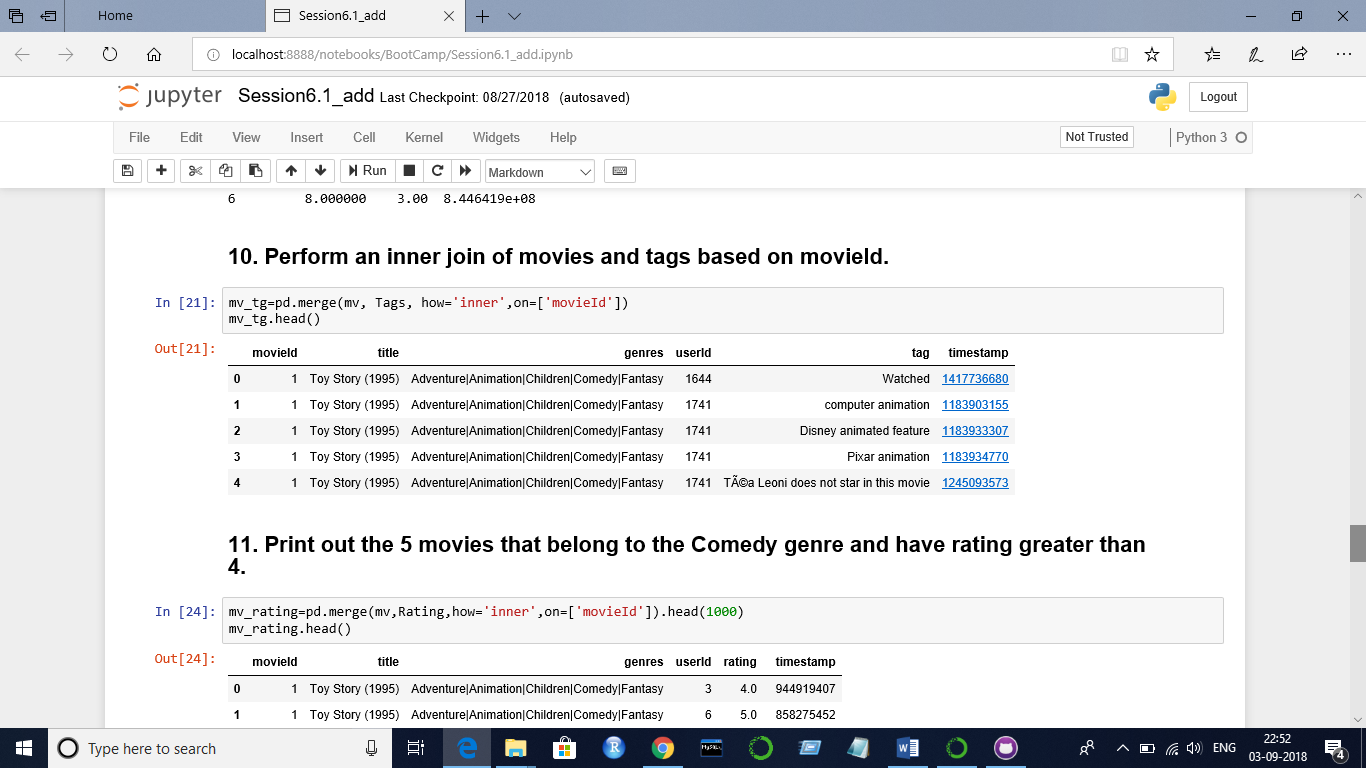 Home
Session6.1_add
localhost:8888/notebooks/BootCamp/Session6.1_add.ipynb
jupyter Session6.1_add Last Checkpoint: 08/27/2018 (autosaved)
Logout
File Edit View Insert Cell Kernel Widgets Help
Not Trusted
Python 3
Run
Markdown
6 8.000000 3.00 8.446419e+08
10. Perform an inner join of movies and tags based on movieId.
In [21]: mv_tg=pd.merge(mv, Tags, how='inner',on=['movieId'])
mv_tg.head()
Out[21]:
movieId title genres userId tag timestamp
0 1 Toy Story (1995) Adventure|Animation|Children|Comedy|Fantasy 1644 Watched 1417736680
1 1 Toy Story (1995) Adventure|Animation|Children|Comedy|Fantasy 1741 computer animation 1183903155
2 1 Toy Story (1995) Adventure|Animation|Children|Comedy|Fantasy 1741 Disney animated feature 1183933307
3 1 Toy Story (1995) Adventure|Animation|Children|Comedy|Fantasy 1741 Pixar animation 1183934770
4 1 Toy Story (1995) Adventure|Animation|Children|Comedy|Fantasy 1741 TÃ©a Leoni does not star in this movie 1245093573
11. Print out the 5 movies that belong to the Comedy genre and have rating greater than
4.
In [24]: mv_rating=pd.merge(mv,Rating,how='inner',on=['movieId']).head(1000)
mv_rating.head()
Out[24]:
movieId title genres userId rating timestamp
0 1 Toy Story (1995) Adventure|Animation|Children|Comedy|Fantasy 3 4.0 944919407
1 1 Toy Story (1995) Adventure|Animation|Children|Comedy|Fantasy 6 5.0 858275452
Type here to search
R
MySQL
W
ENG
22:52
03-09-2018
4